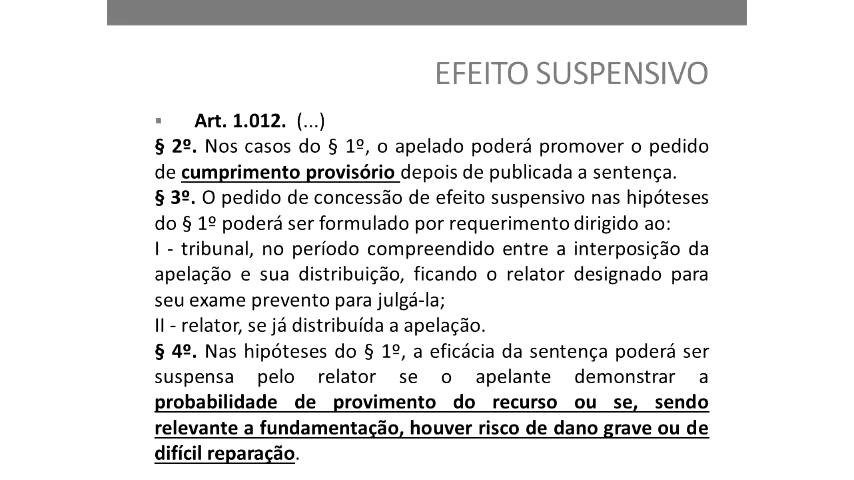 EFEITO SUSPENSIVO
▪ Art. 1.012. (...)
§ 2º. Nos casos do § 1º, o apelado poderá promover o pedido
de cumprimento provisório depois de publicada a sentença.
§ 3º. O pedido de concessão de efeito suspensivo nas hipóteses
do § 1º poderá ser formulado por requerimento dirigido ao:
I - tribunal, no período compreendido entre a interposição da
apelação e sua distribuição, ficando o relator designado para
seu exame prevento para julgá-la;
II - relator, se já distribuída a apelação.
§ 4º. Nas hipóteses do § 1º, a eficácia da sentença poderá ser
suspensa pelo relator se o apelante demonstrar a
probabilidade de provimento do recurso ou se, sendo
relevante a fundamentação, houver risco de dano grave ou de
difícil reparação.